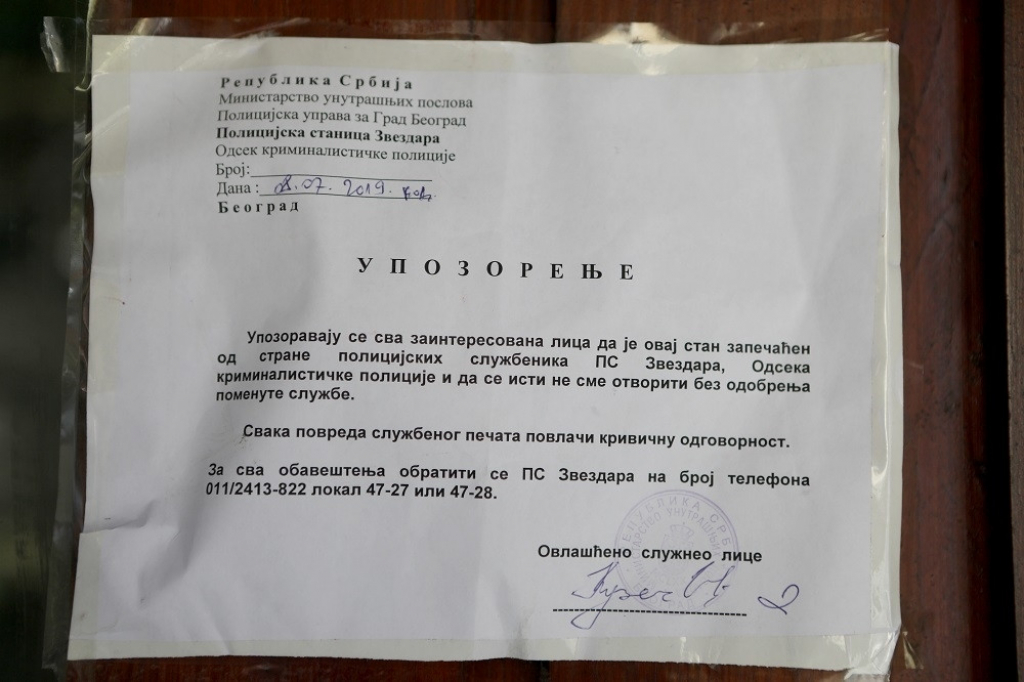 Република Србија
Министарство унутрашњих послова
Полицијска управа за Град Београд
Полицијска станица Звездара
Одсек криминалистичке полиције
Број:
Дана : 07. 2019. год.
Београд
УПОЗОРЕЊЕ
Упозоравају се сва заинтересована лица да је овај стан запечаћен
од стране полицијских службеника ПС Звездара, Одсека
криминалистичке полиције и да се исти не сме отворити без одобрења
поменуте службе.
Свака повреда службеног печата повлачи кривичну одговорност.
За сва обавештења обратити се ПС Звездара на број телефона
011/2413-822 локал 47-27 или 47-28.
Овлашћено служнео лице